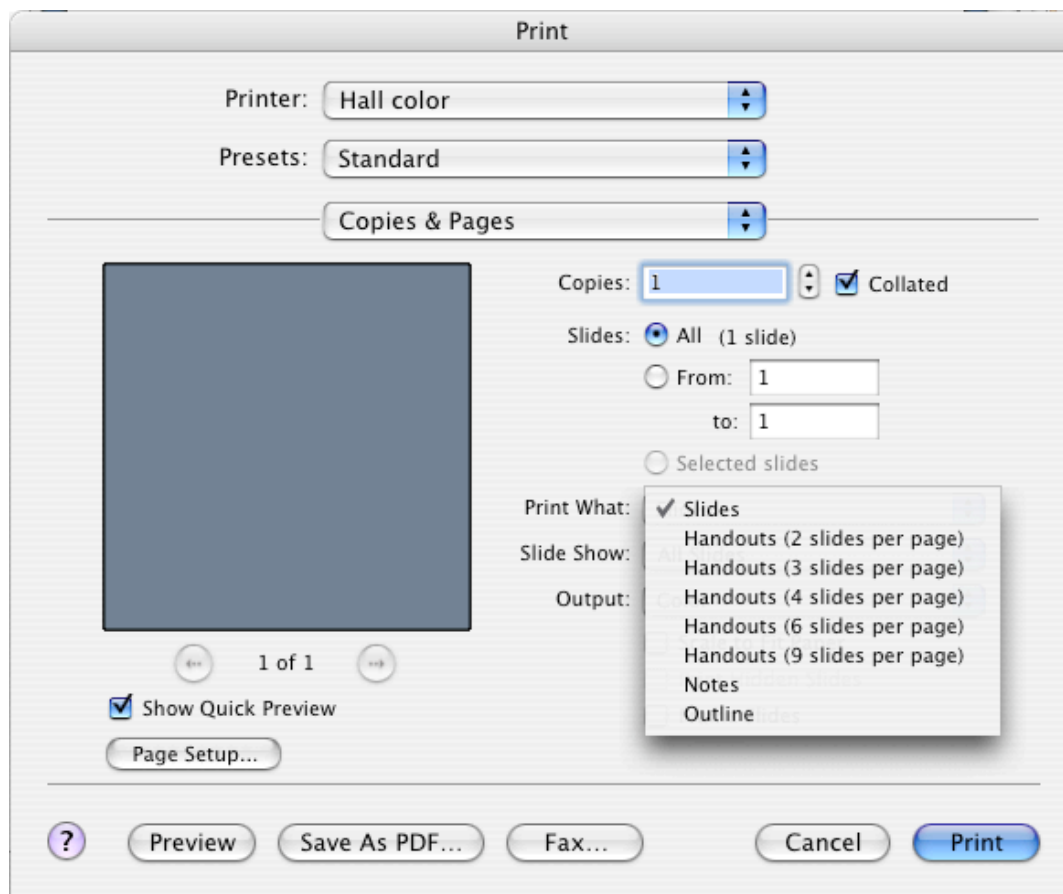 Print
Printer: Hall color
Presets: Standard
Copies & Pages
Copies: 1 Collated
Slides: All (1 slide)
From: 1
to: 1
Selected slides
Print What: ✓ Slides
Handouts (2 slides per page)
Slide Show: All Slides
Handouts (3 slides per page)
Output: Handouts (4 slides per page)
Handouts (6 slides per page)
Handouts (9 slides per page)
Notes
Outline
1 of 1
Show Quick Preview
Page Setup...
? Preview Save As PDF... Fax... Cancel Print